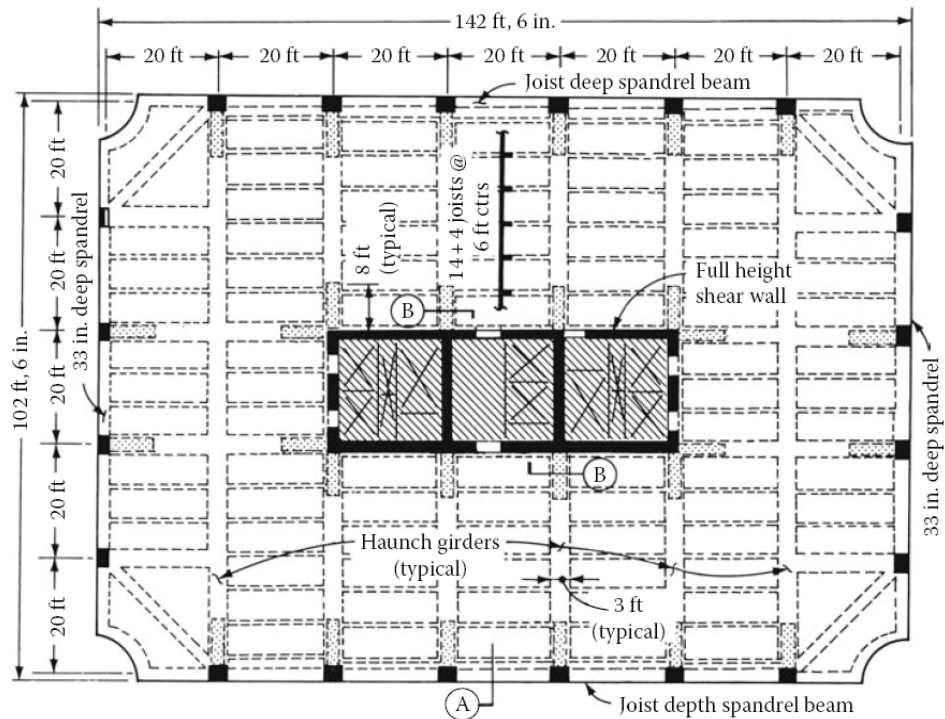 142 ft, 6 in.
20 ft
20 ft
20 ft
20 ft
20 ft
20 ft
20 ft
Joist deep spandrel beam
102 ft, 6 in.
20 ft
20 ft
20 ft
20 ft
20 ft
33 in. deep spandrel
8 ft
(typical)
14 + 4 joists @
6 ft ctrs
B
Full height
shear wall
33 in. deep spandrel
B
Haunch girders
(typical)
3 ft
(typical)
A
Joist depth spandrel beam